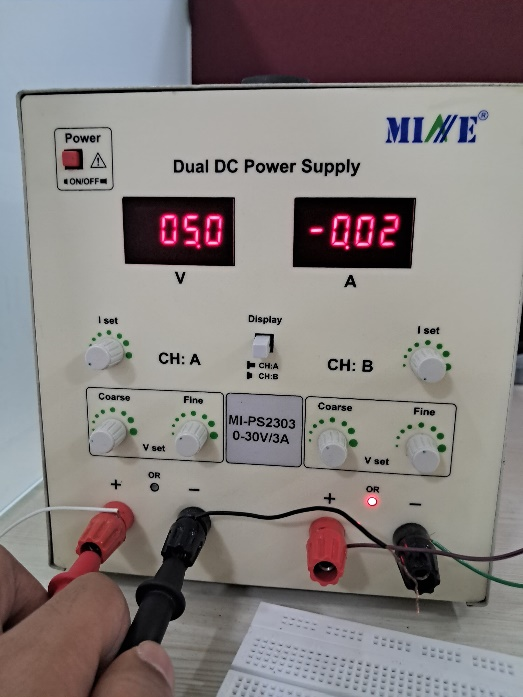 MINE®
Power
ON/OFF
Dual DC Power Supply
05.0
-0.02
V
A
I set
Display
I set
CH: A
CH:A
CH:B
CH: B
Coarse
Fine
V set
MI-PS2303
0-30V/3A
Coarse
Fine
V set
+
OR
−
+
OR
−